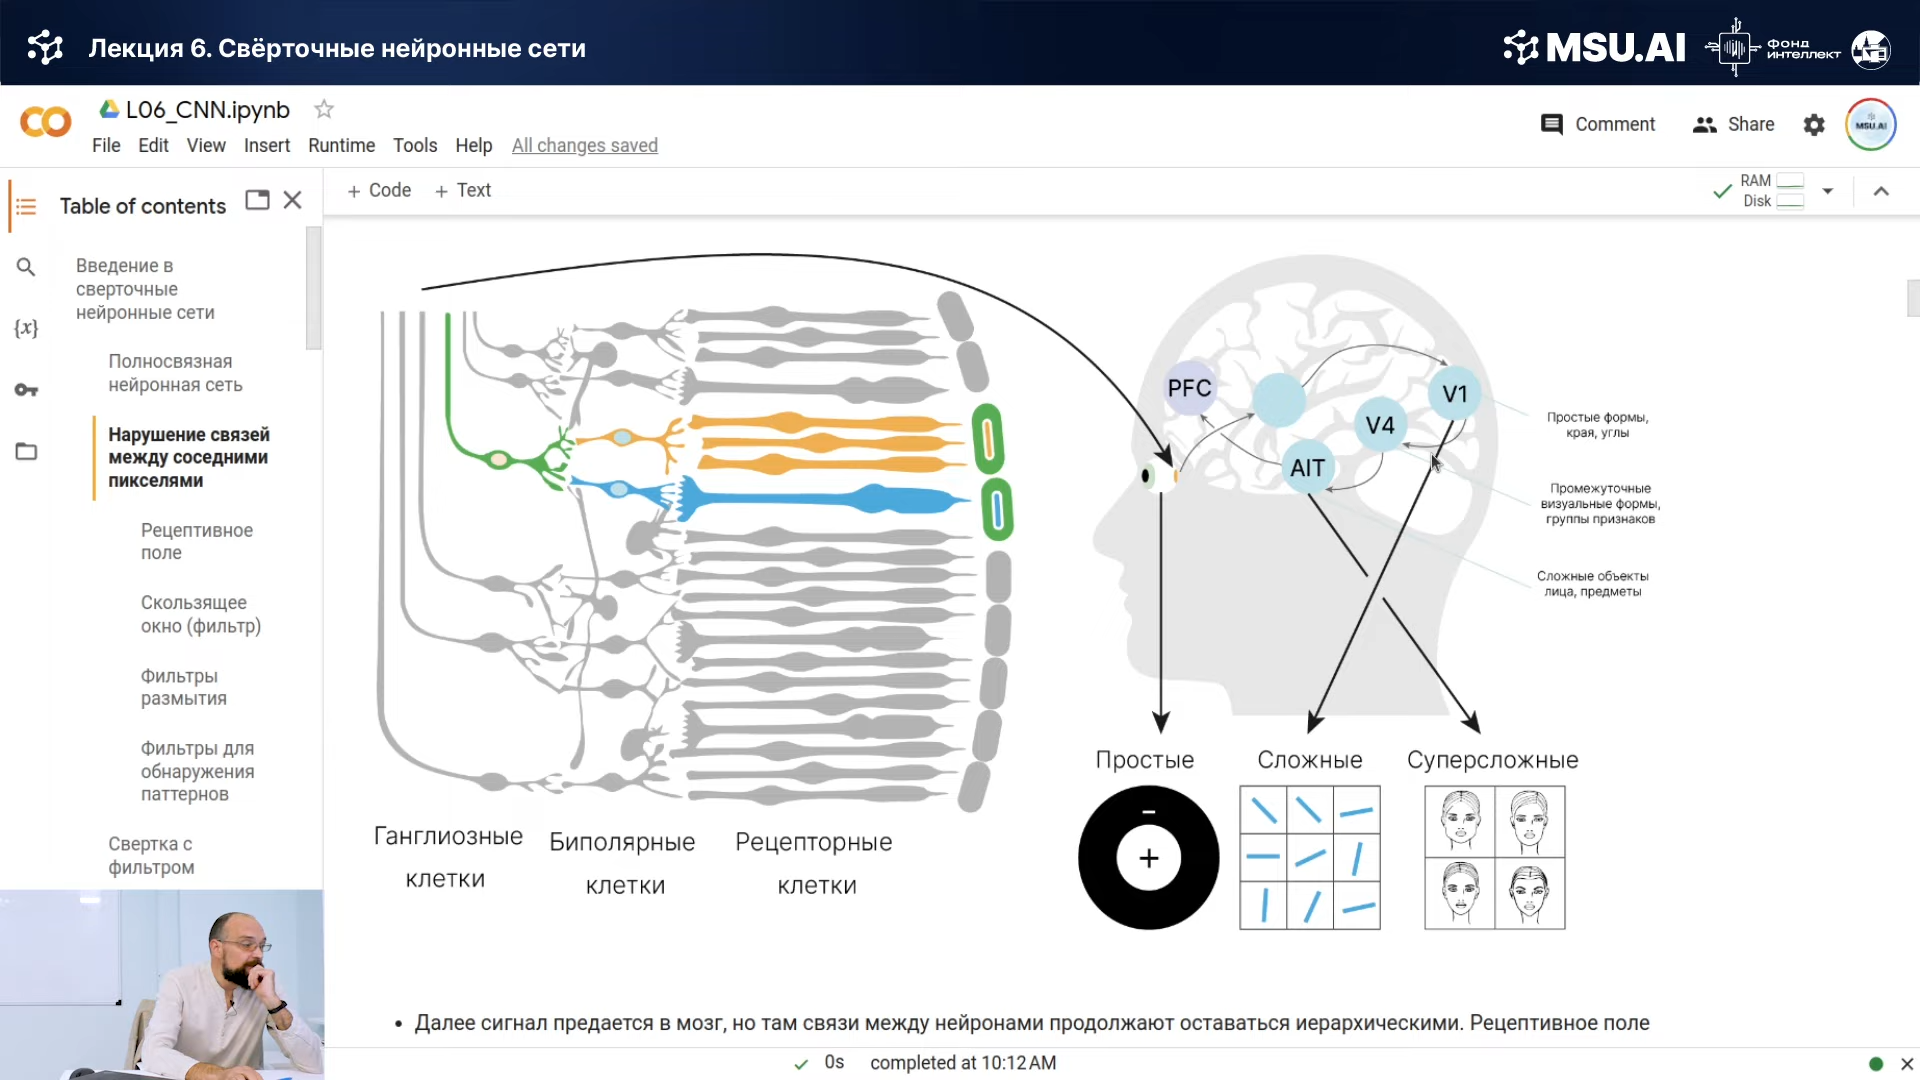 Лекция 6. Свёрточные нейронные сети
MSU.AI
ФОНД
ИНТЕЛЛЕКТ
L06_CNN.ipynb
File Edit View Insert Runtime Tools Help All changes saved
Comment
Share
MSU.AI
Table of contents
+ Code + Text
RAM
Disk
Введение в
сверточные
нейронные сети
Полносвязная
нейронная сеть
Нарушение связей
между соседними
пикселями
Рецептивное
поле
Скользящее
окно (фильтр)
Фильтры
размытия
Фильтры для
обнаружения
паттернов
Свертка с
фильтром
{x}
PFC
V1
V4
AIT
Простые формы,
края, углы
Промежуточные
визуальные формы,
группы признаков
Сложные объекты
лица, предметы
Простые
Сложные
Суперсложные
−
+
Ганглиозные
клетки
Биполярные
клетки
Рецепторные
клетки
• Далее сигнал предается в мозг, но там связи между нейронами продолжают оставаться иерархическими. Рецептивное поле
0s completed at 10:12 AM